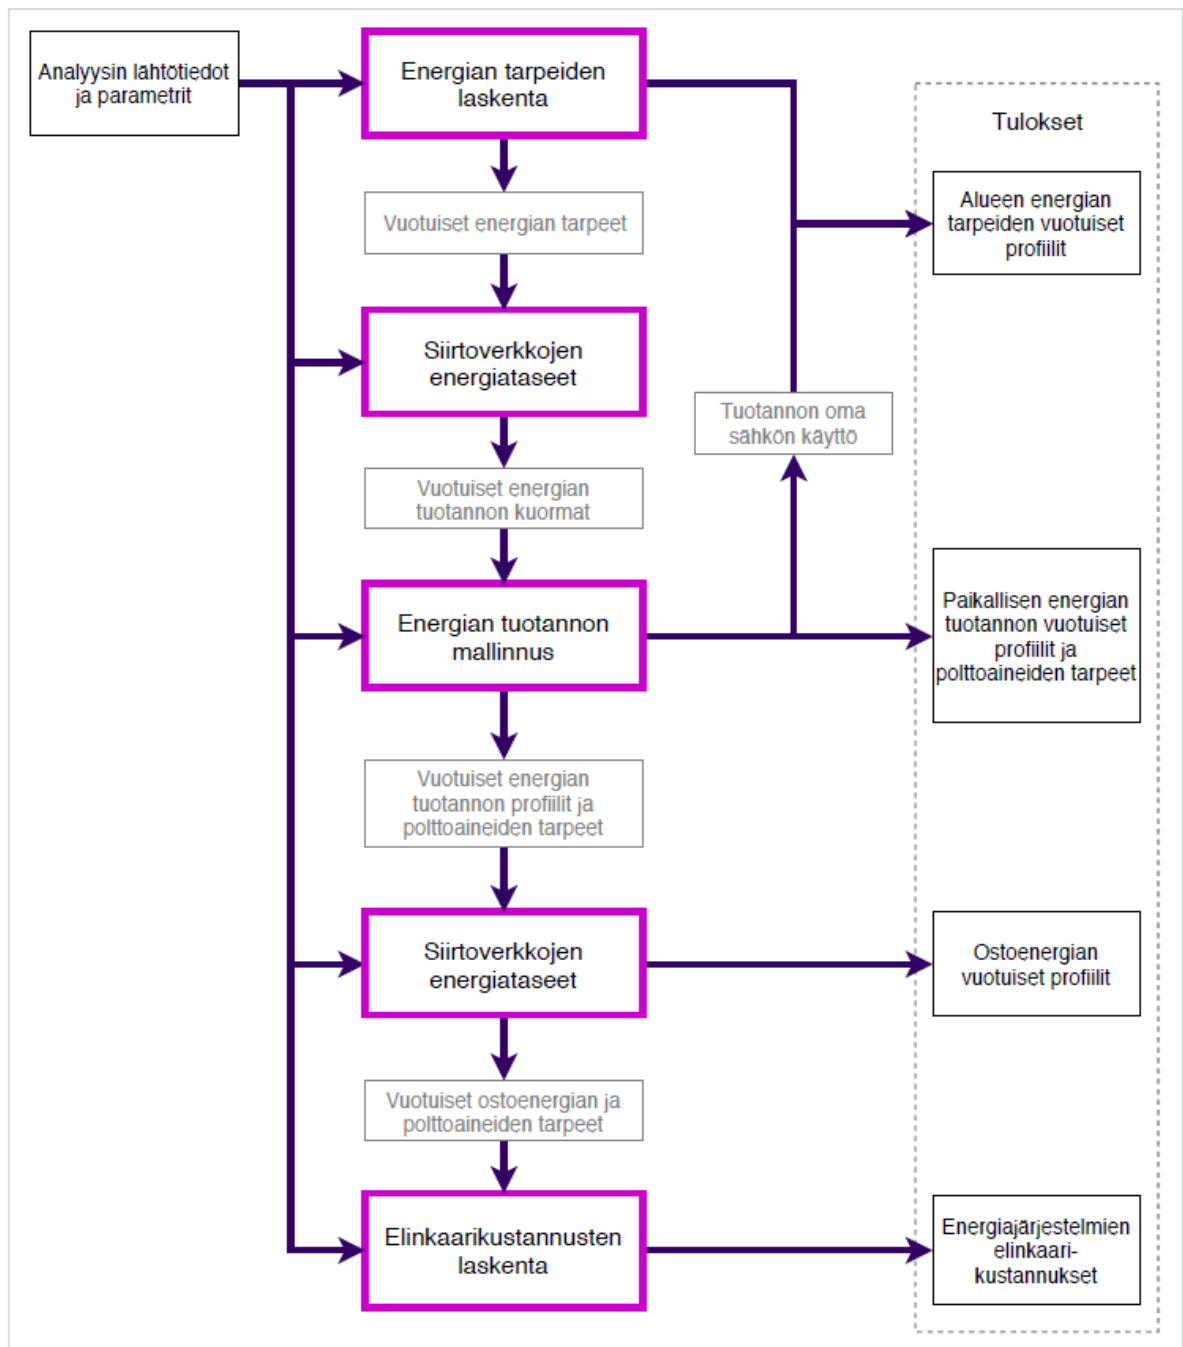 Analyysin lähtötiedot
ja parametrit
Energian tarpeiden
laskenta
Tulokset
Vuotuiset energian tarpeet
Alueen energian
tarpeiden vuotuiset
profiilit
Siirtoverkkojen
energiataseet
Tuotannon oma
sähkön käyttö
Vuotuiset energian
tuotannon kuormat
Energian tuotannon
mallinnus
Paikallisen energian
tuotannon vuotuiset
profiilit ja
polttoaineiden tarpeet
Vuotuiset energian
tuotannon profiilit ja
polttoaineiden tarpeet
Siirtoverkkojen
energiataseet
Ostoenergian
vuotuiset profiilit
Vuotuiset ostoenergian ja
polttoaineiden tarpeet
Elinkaarikustannusten
laskenta
Energiajärjestelmien
elinkaari-
kustannukset